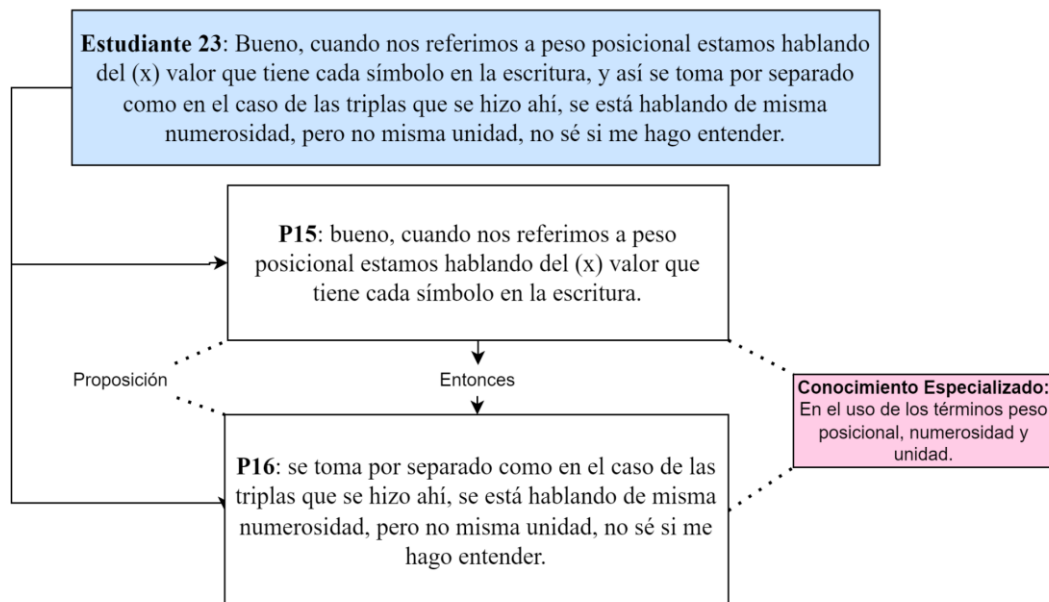 Estudiante 23: Bueno, cuando nos referimos a peso posicional estamos hablando
del (x) valor que tiene cada símbolo en la escritura, y así se toma por separado
como en el caso de las triplas que se hizo ahí, se está hablando de misma
numerosidad, pero no misma unidad, no sé si me hago entender.
P15: bueno, cuando nos referimos a peso
posicional estamos hablando del (x) valor que
tiene cada símbolo en la escritura.
Proposición
Entonces
Conocimiento Especializado:
En el uso de los términos peso
posicional, numerosidad y
unidad.
P16: se toma por separado como en el caso de las
triplas que se hizo ahí, se está hablando de misma
numerosidad, pero no misma unidad, no sé si me
hago entender.